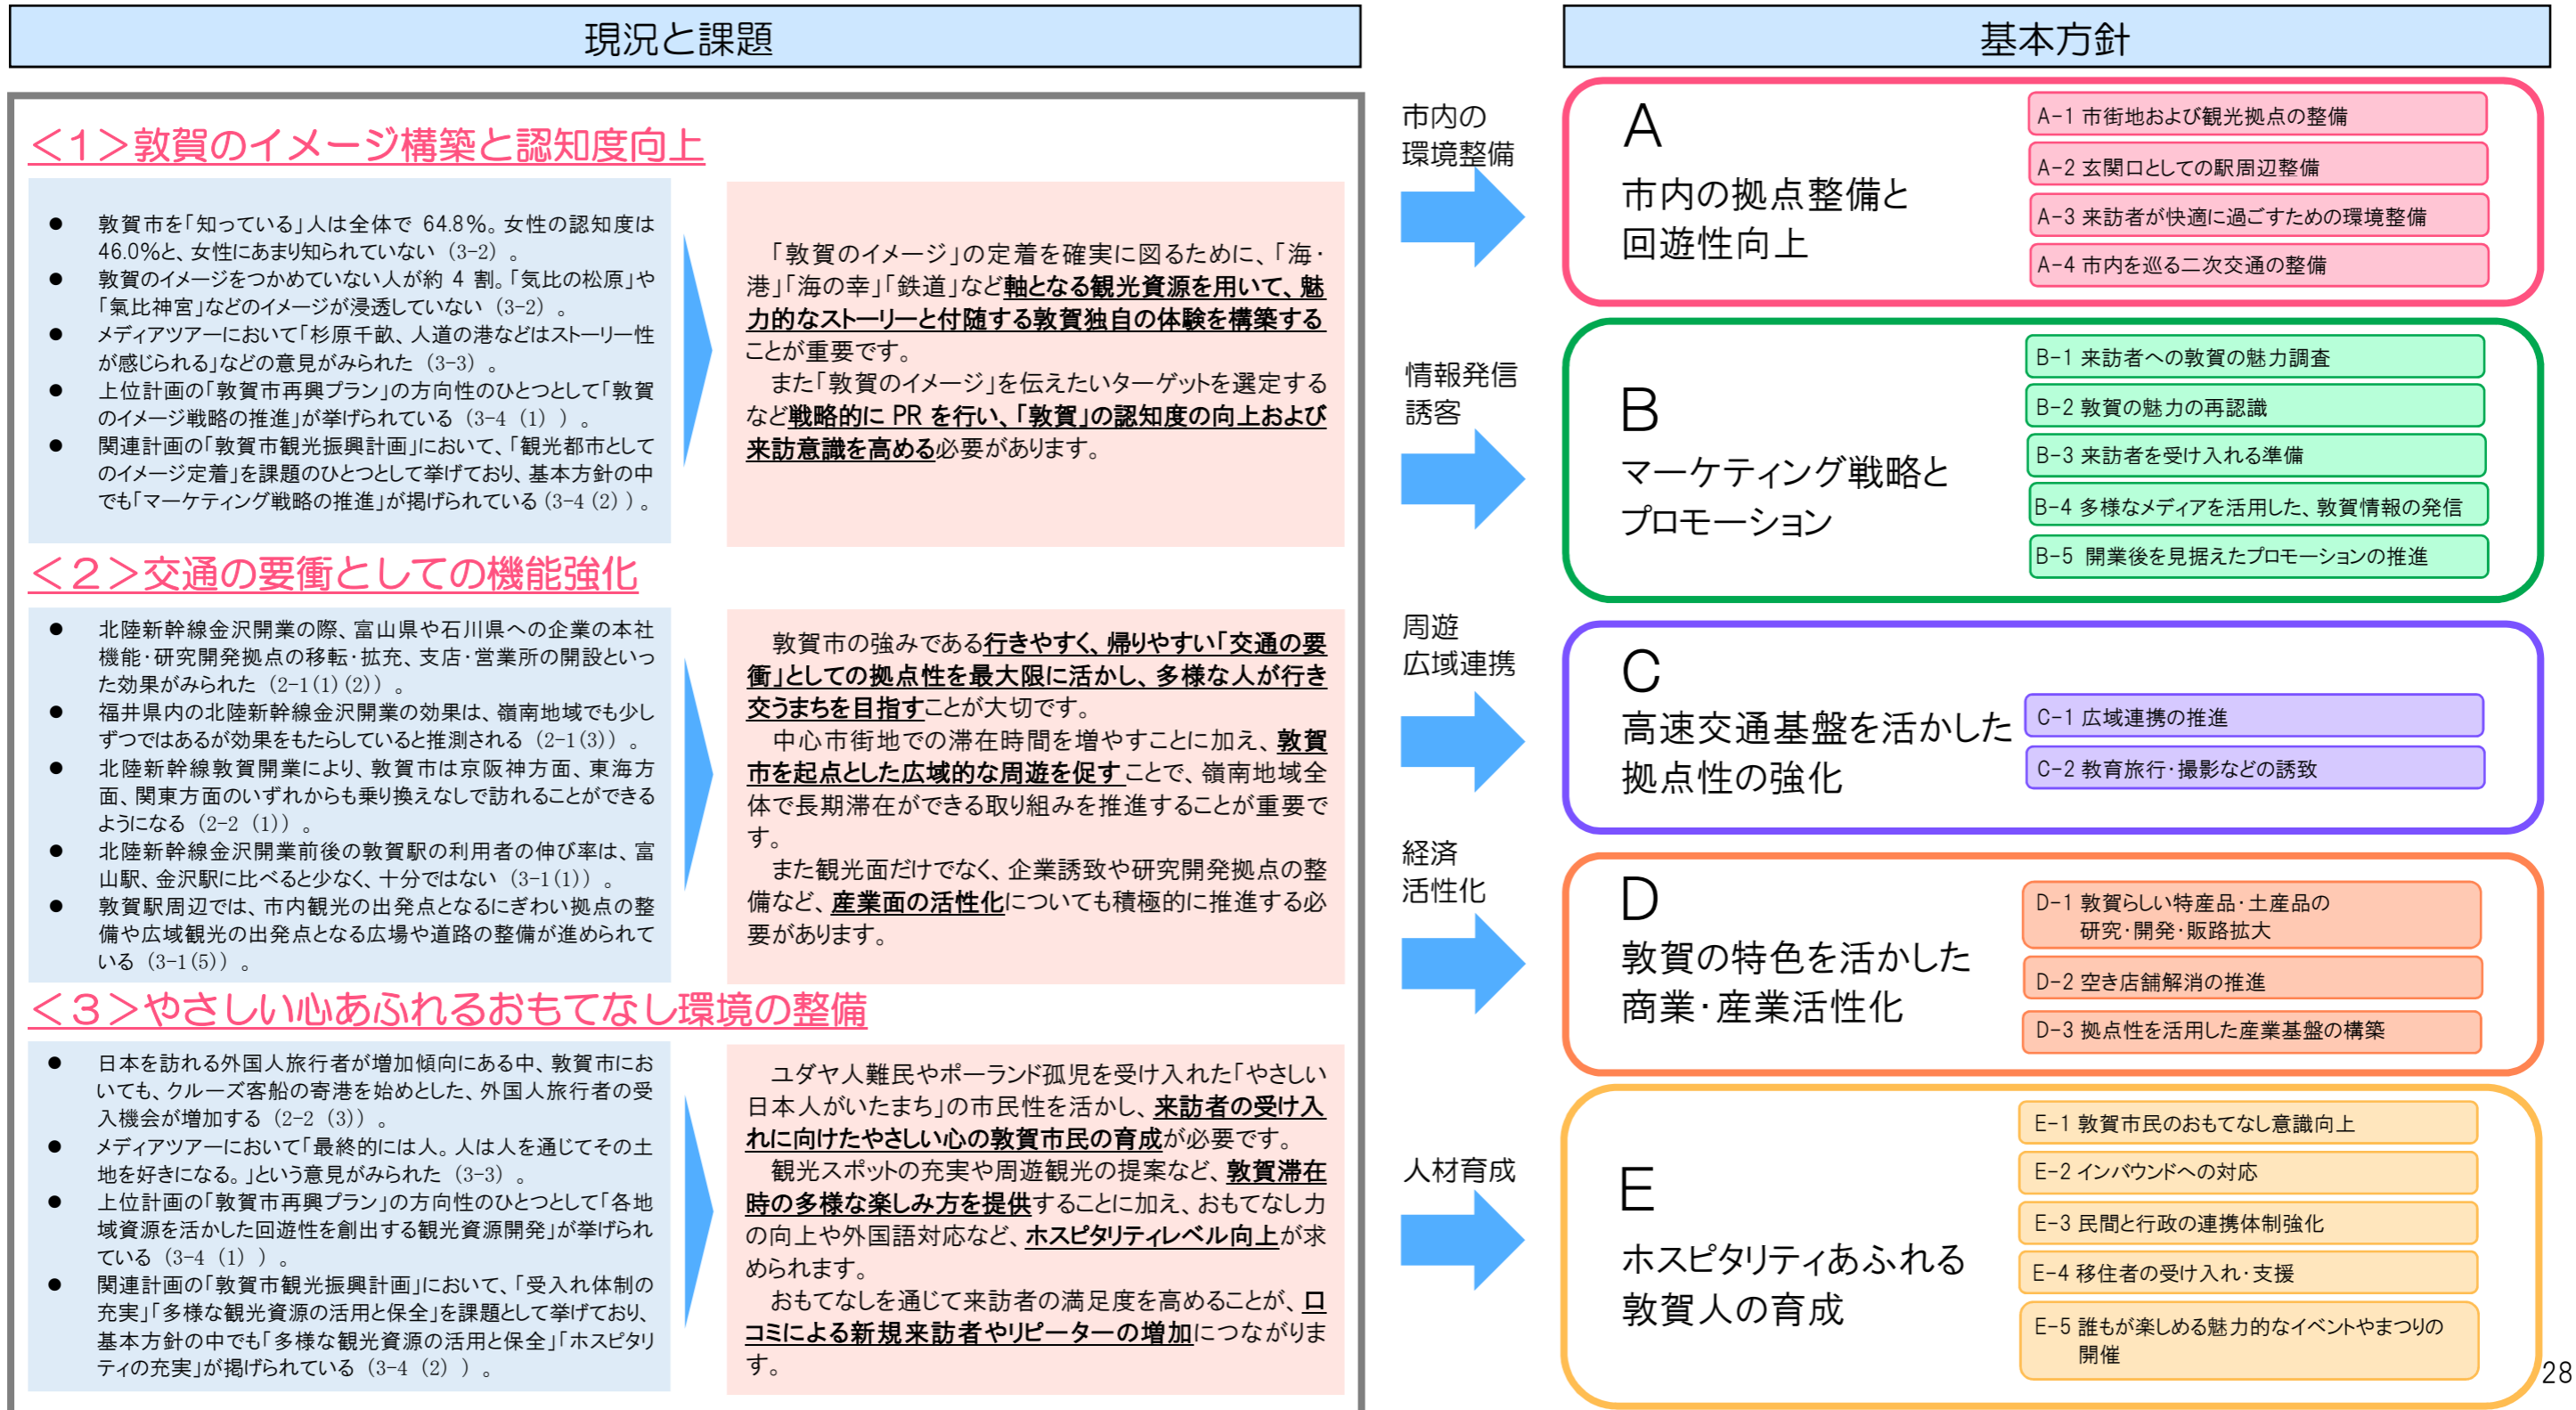 現況と課題
＜1＞敦賀のイメージ構築と認知度向上
● 敦賀市を「知っている」人は全体で 64.8%。女性の認知度は
46.0%と、女性にあまり知られていない（3-2）。
● 敦賀のイメージをつかめていない人が約 4 割。「気比の松原」や
「氣比神宮」などのイメージが浸透していない（3-2）。
● メディアツアーにおいて「杉原千畝、人道の港などはストーリー性
が感じられる」などの意見がみられた（3-3）
● 上位計画の「敦賀市再興プラン」の方向性のひとつとして「敦賀
のイメージ戦略の推進」が挙げられている（3-4（1））。
● 関連計画の「敦賀市観光振興計画」において、「観光都市として
のイメージ定着」を課題のひとつとして挙げており、基本方針の中
でも「マーケティング戦略の推進」が掲げられている（3-4（2））。
「敦賀のイメージ」の定着を確実に図るために、「海・
港」「海の幸」「鉄道」など軸となる観光資源を用いて、魅
力的なストーリーと付随する敦賀独自の体験を構築する
ことが重要です。
また「敦賀のイメージ」を伝えたいターゲットを選定する
など戦略的に PR を行い、「敦賀」の認知度の向上および
来訪意識を高める必要があります。
＜2＞交通の要衝としての機能強化
● 北陸新幹線金沢開業の際、富山県や石川県への企業の本社
機能・研究開発拠点の移転・拡充、支店・営業所の開設といっ
た効果がみられた（2-1(1)(2)）。
● 福井県内の北陸新幹線金沢開業の効果は、嶺南地域でも少し
ずつではあるが効果をもたらしていると推測される（2-1(3)）。
● 北陸新幹線敦賀開業により、敦賀市は京阪神方面、東海方
面、関東方面のいずれからも乗り換えなしで訪れることができる
ようになる（2-2（1））。
● 北陸新幹線金沢開業前後の敦賀駅の利用者の伸び率は、富
山駅、金沢駅に比べると少なく、十分ではない（3-1(1)）。
● 敦賀駅周辺では、市内観光の出発点となるにぎわい拠点の整
備や広域観光の出発点となる広場や道路の整備が進められて
いる（3-1(5)）。
敦賀市の強みである行きやすく、帰りやすい「交通の要
衝」としての拠点性を最大限に活かし、多様な人が行き
交うまちを目指すことが大切です。
中心市街地での滞在時間を増やすことに加え、敦賀
市を起点とした広域的な周遊を促すことで、嶺南地域全
体で長期滞在ができる取り組みを推進することが重要で
す。
また観光面だけでなく、企業誘致や研究開発拠点の整
備など、産業面の活性化についても積極的に推進する必
要があります。
＜3＞やさしい心あふれるおもてなし環境の整備
● 日本を訪れる外国人旅行者が増加傾向にある中、敦賀市にお
いても、クルーズ客船の寄港を始めとした、外国人旅行者の受
入機会が増加する（2-2（3））。
● メディアツアーにおいて「最終的には人。人は人を通じてその土
地を好きになる。」という意見がみられた（3-3）。
● 上位計画の「敦賀市再興プラン」の方向性のひとつとして「各地
域資源を活かした回遊性を創出する観光資源開発」が挙げられ
ている（3-4（1））。
● 関連計画の「敦賀市観光振興計画」において、「受入れ体制の
充実」「多様な観光資源の活用と保全」を課題として挙げており、
基本方針の中でも「多様な観光資源の活用と保全」「ホスピタリ
ティの充実」が掲げられている（3-4（2））。
ユダヤ人難民やポーランド孤児を受け入れた「やさしい
日本人がいたまち」の市民性を活かし、来訪者の受け入
れに向けたやさしい心の敦賀市民の育成が必要です。
観光スポットの充実や周遊観光の提案など、敦賀滞在
時の多様な楽しみ方を提供することに加え、おもてなし力
の向上や外国語対応など、ホスピタリティレベル向上が求
められます。
おもてなしを通じて来訪者の満足度を高めることが、口
コミによる新規来訪者やリピーターの増加につながりま
す。
市内の
環境整備
情報発信
誘客
周遊
広域連携
経済
活性化
人材育成
基本方針
A
市内の拠点整備と
回遊性向上
A-1 市街地および観光拠点の整備
A-2 玄関口としての駅周辺整備
A-3 来訪者が快適に過ごすための環境整備
A-4 市内を巡る二次交通の整備
B
マーケティング戦略と
プロモーション
B-1 来訪者への敦賀の魅力調査
B-2 敦賀の魅力の再認識
B-3 来訪者を受け入れる準備
B-4 多様なメディアを活用した、敦賀情報の発信
B-5 開業後を見据えたプロモーションの推進
C
高速交通基盤を活かした
拠点性の強化
C-1 広域連携の推進
C-2 教育旅行・撮影などの誘致
D
敦賀の特色を活かした
商業・産業活性化
D-1 敦賀らしい特産品・土産品の
研究・開発・販路拡大
D-2 空き店舗解消の推進
D-3 拠点性を活用した産業基盤の構築
E
ホスピタリティあふれる
敦賀人の育成
E-1 敦賀市民のおもてなし意識向上
E-2 インバウンドへの対応
E-3 民間と行政の連携体制強化
E-4 移住者の受け入れ・支援
E-5 誰もが楽しめる魅力的なイベントやまつりの
開催
28